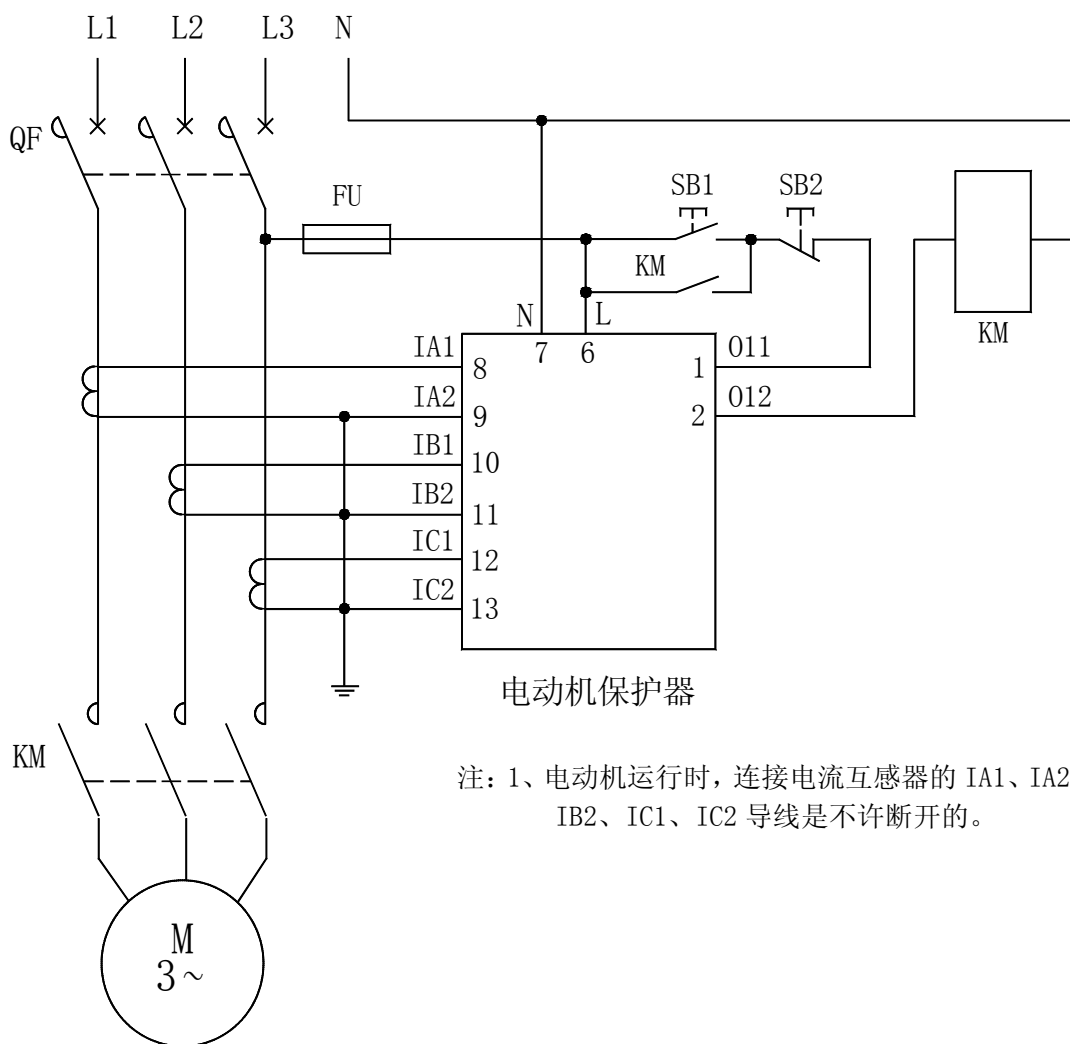 L1 L2 L3 N
QF
FU
SB1 SB2
KM
KM
N L
7 6
IA1 8
IA2 9
IB1 10
IB2 11
IC1 12
IC2 13
1 O11
2 O12
电动机保护器
KM
注：1、电动机运行时，连接电流互感器的 IA1、IA2
IB2、IC1、IC2 导线是不许断开的。
M
3~